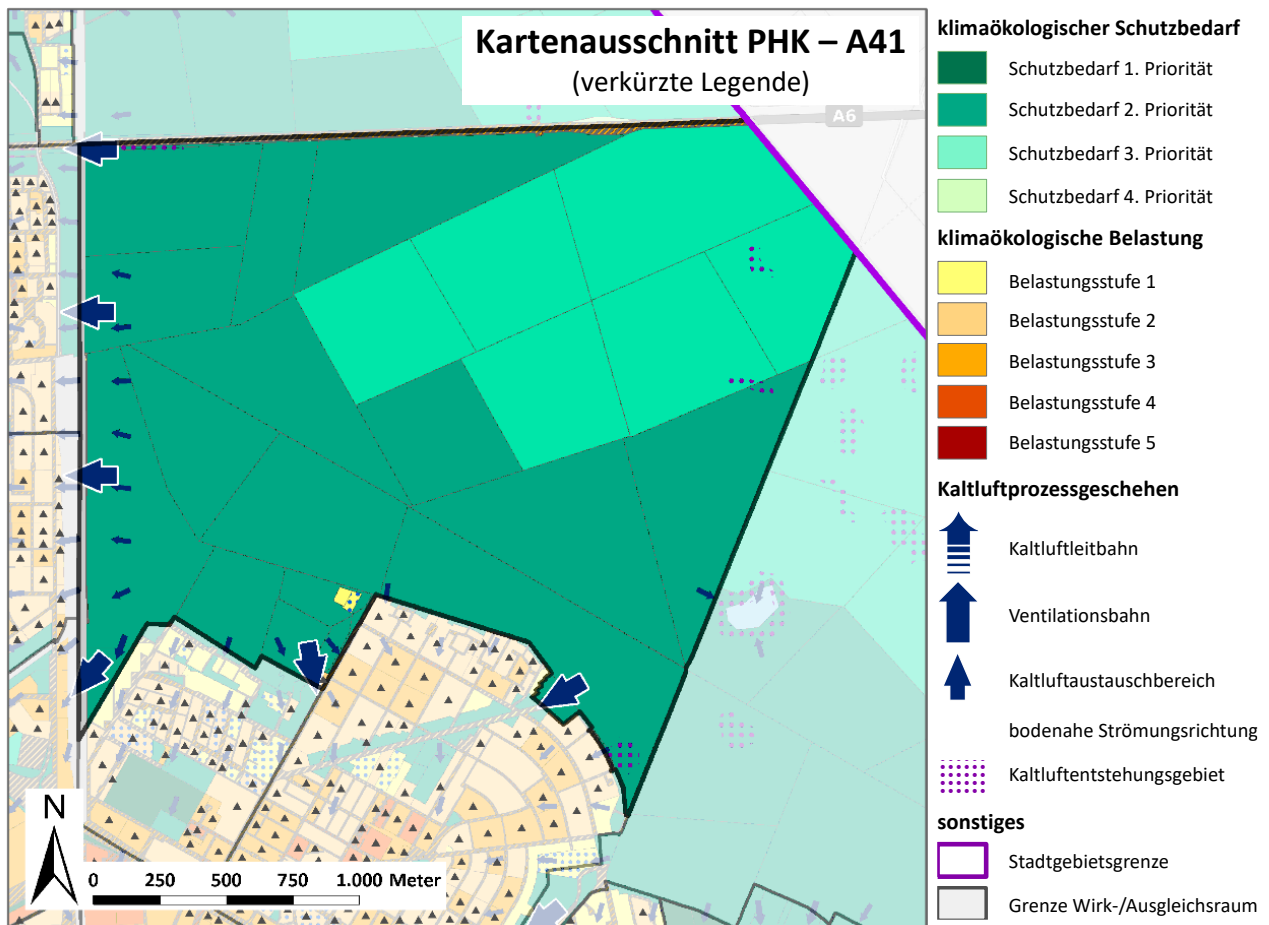 Kartenausschnitt PHK – A41
(verkürzte Legende)
A6
N
0 250 500 750 1.000 Meter
klimaökologischer Schutzbedarf
Schutzbedarf 1. Priorität
Schutzbedarf 2. Priorität
Schutzbedarf 3. Priorität
Schutzbedarf 4. Priorität
klimaökologische Belastung
Belastungsstufe 1
Belastungsstufe 2
Belastungsstufe 3
Belastungsstufe 4
Belastungsstufe 5
Kaltluftprozessgeschehen
Kaltluftleitbahn
Ventilationsbahn
Kaltluftaustauschbereich
bodenahe Strömungsrichtung
Kaltluftentstehungsgebiet
sonstiges
Stadtgebietsgrenze
Grenze Wirk-/Ausgleichsraum